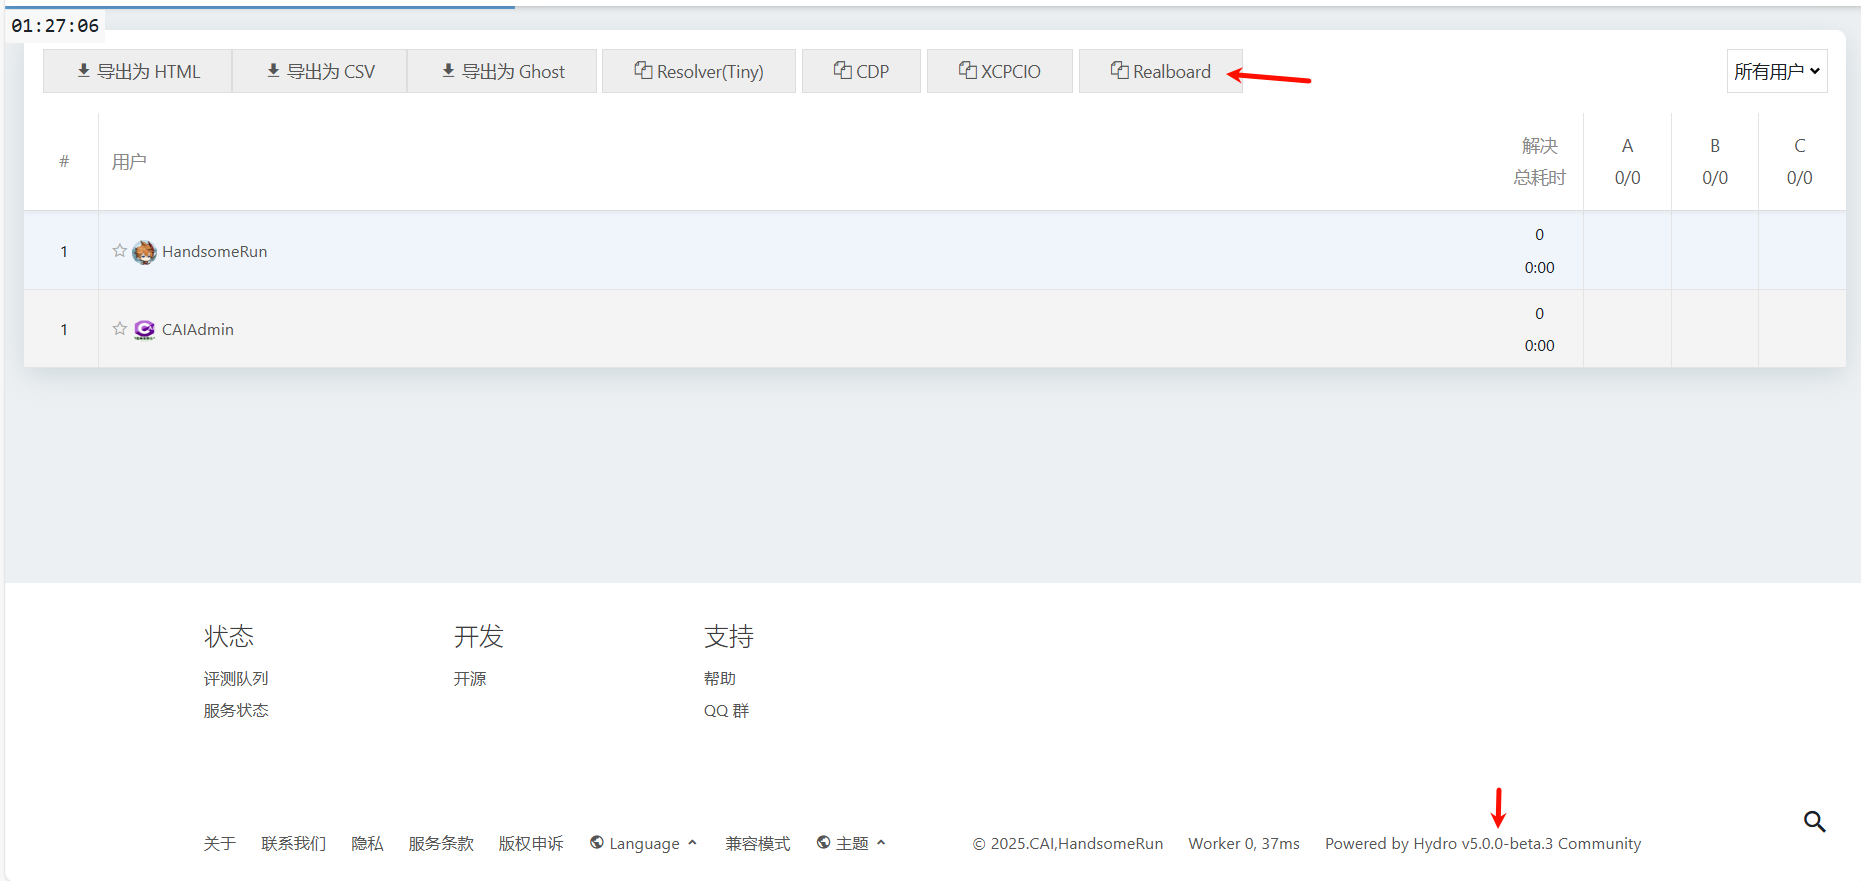 01:27:06
导出为 HTML 导出为 CSV 导出为 Ghost Resolver(Tiny) CDP XCPCIO Realboard 所有用户
# 用户 解决 总耗时 A 0/0 B 0/0 C 0/0
1 HandsomeRun 0 0:00
1 CAIAdmin 0 0:00
状态 开发 支持
评测队列 开源 帮助
服务状态 QQ 群
关于 联系我们 隐私 服务条款 版权申诉 Language 兼容模式 主题 © 2025.CAI,HandsomeRun Worker 0, 37ms Powered by Hydro v5.0.0-beta.3 Community